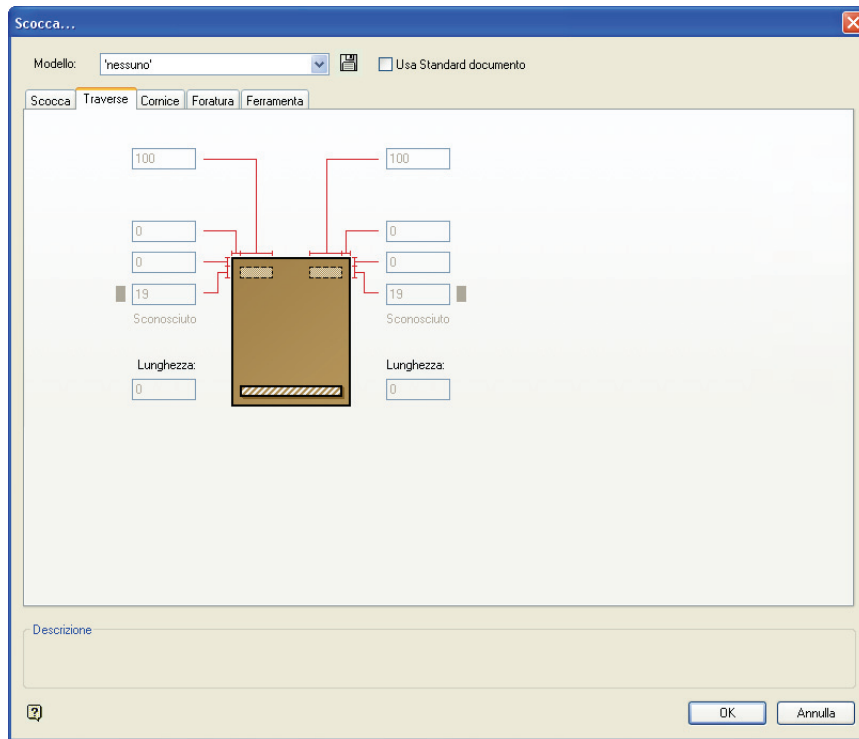 Scocca...
Modello: 'nessuno' Usa Standard documento
Scocca Traverse Cornice Foratura Ferramenta
100 100
0 0
0 0
19 19
Sconosciuto Sconosciuto
Lunghezza: Lunghezza:
0 0
Descrizione
? OK Annulla